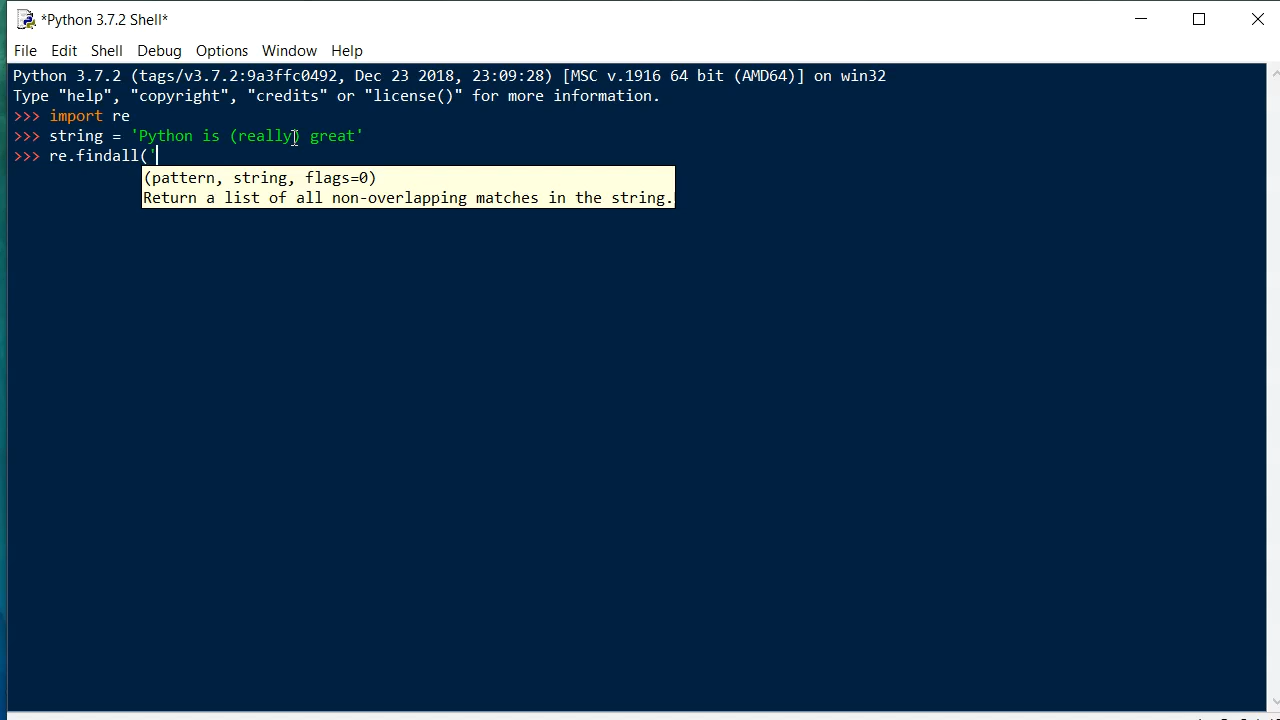 *Python 3.7.2 Shell*
File Edit Shell Debug Options Window Help
Python 3.7.2 (tags/v3.7.2:9a3ffc0492, Dec 23 2018, 23:09:28) [MSC v.1916 64 bit (AMD64)] on win32
Type "help", "copyright", "credits" or "license()" for more information.
>>> import re
>>> string = 'Python is (really) great'
>>> re.findall('
(pattern, string, flags=0)
Return a list of all non-overlapping matches in the string.